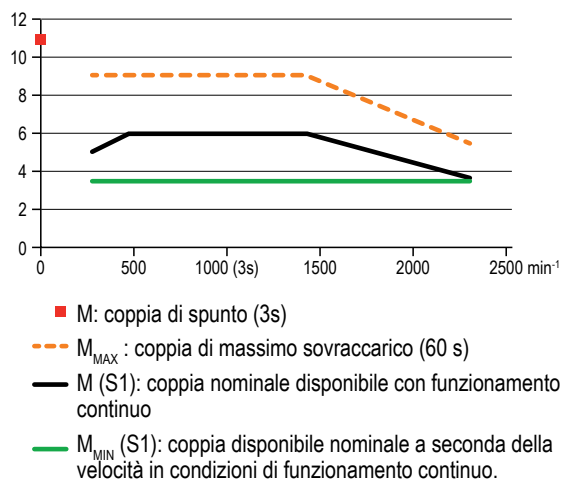 12
10
8
6
4
2
0
0 500 1000 (3s) 1500 2000 2500 min⁻¹
M: coppia di spunto (3s)
M_MAX : coppia di massimo sovraccarico (60 s)
M (S1): coppia nominale disponibile con funzionamento
continuo
M_MIN (S1): coppia disponibile nominale a seconda della
velocità in condizioni di funzionamento continuo.